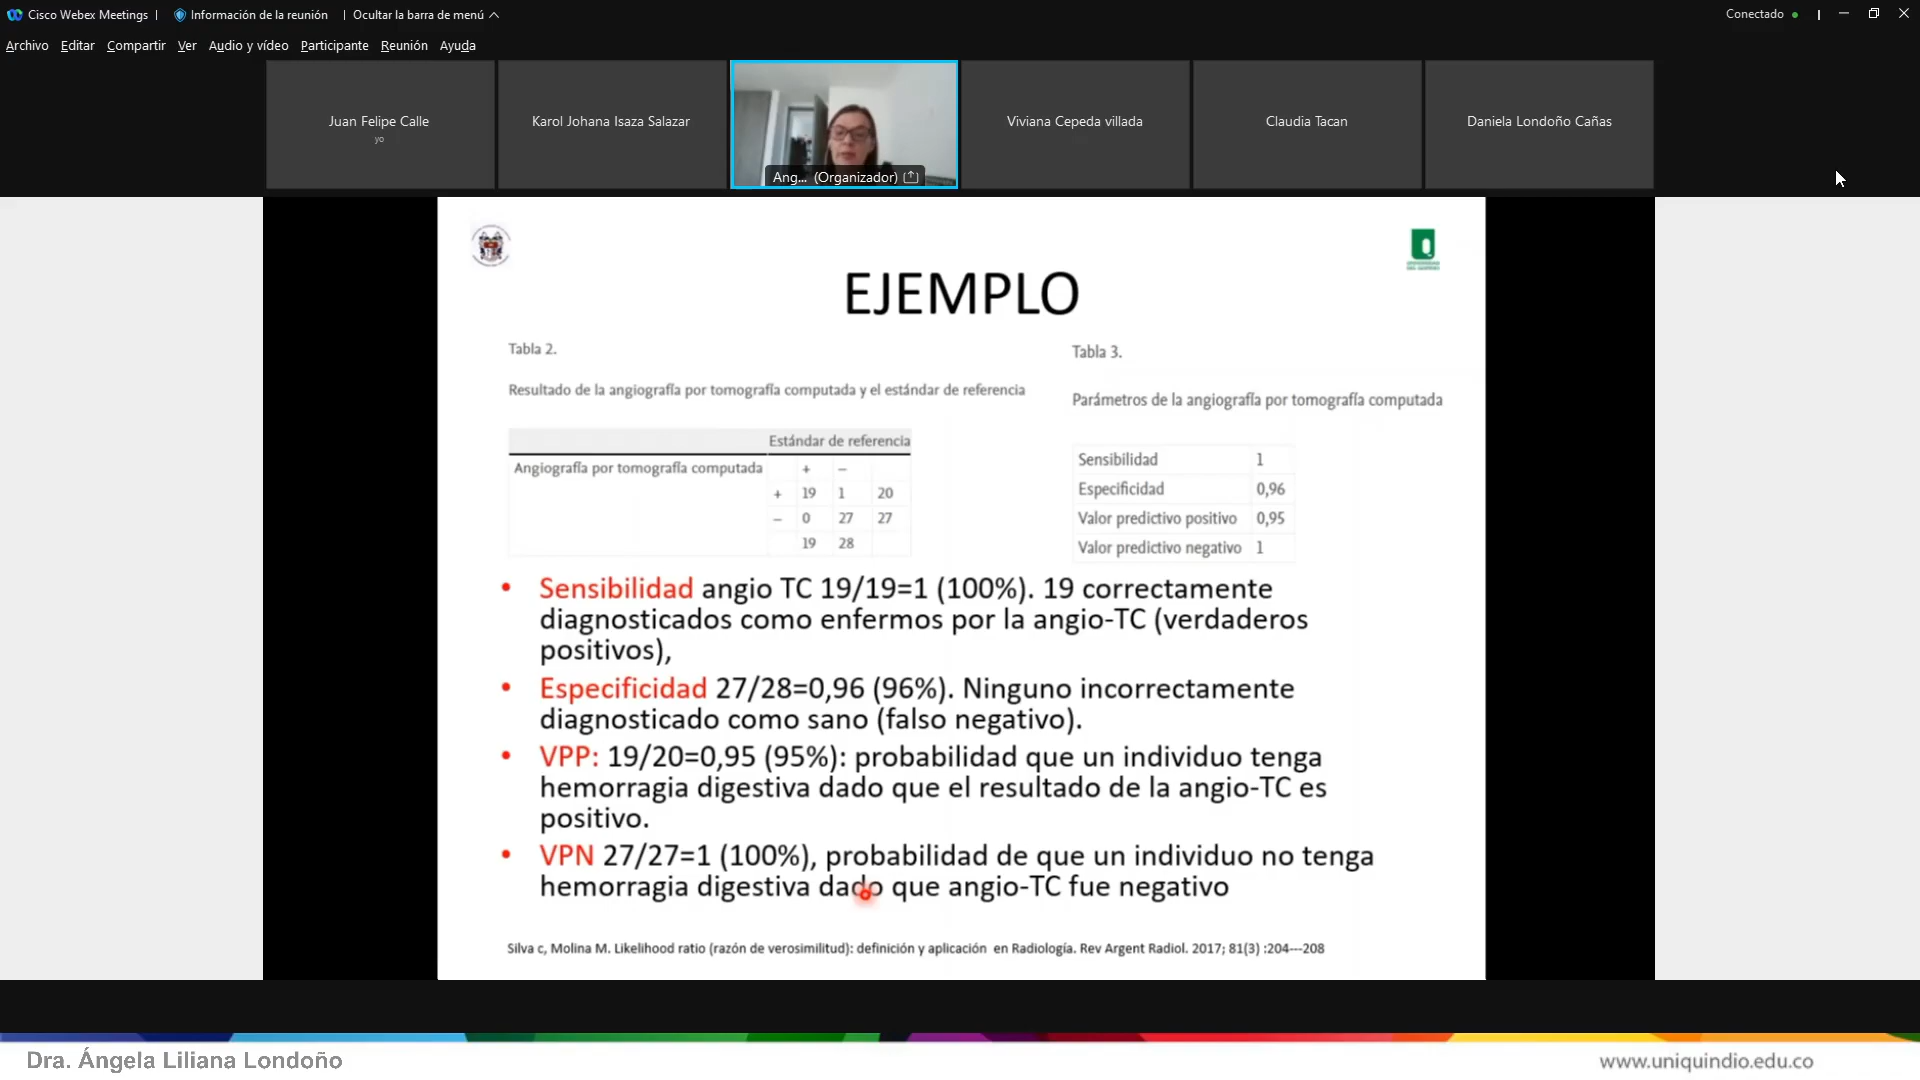 Cisco Webex Meetings | Información de la reunión | Ocultar la barra de menú
Conectado
Archivo Editar Compartir Ver Audio y vídeo Participante Reunión Ayuda
Juan Felipe Calle
yo
Karol Johana Isaza Salazar
Ang... (Organizador)
Viviana Cepeda villada
Claudia Tacan
Daniela Londoño Cañas
EJEMPLO
Tabla 2.
Resultado de la angiografía por tomografía computada y el estándar de referencia
Estándar de referencia
Angiografía por tomografía computada + −
+ 19 1 20
− 0 27 27
19 28
Tabla 3.
Parámetros de la angiografía por tomografía computada
Sensibilidad 1
Especificidad 0,96
Valor predictivo positivo 0,95
Valor predictivo negativo 1
• Sensibilidad angio TC 19/19=1 (100%). 19 correctamente
diagnosticados como enfermos por la angio-TC (verdaderos
positivos),
• Especificidad 27/28=0,96 (96%). Ninguno incorrectamente
diagnosticado como sano (falso negativo).
• VPP: 19/20=0,95 (95%): probabilidad que un individuo tenga
hemorragia digestiva dado que el resultado de la angio-TC es
positivo.
• VPN 27/27=1 (100%), probabilidad de que un individuo no tenga
hemorragia digestiva dado que angio-TC fue negativo
Silva c, Molina M. Likelihood ratio (razón de verosimilitud): definición y aplicación en Radiología. Rev Argent Radiol. 2017; 81(3) :204---208
Dra. Ángela Liliana Londoño
www.uniquindio.edu.co